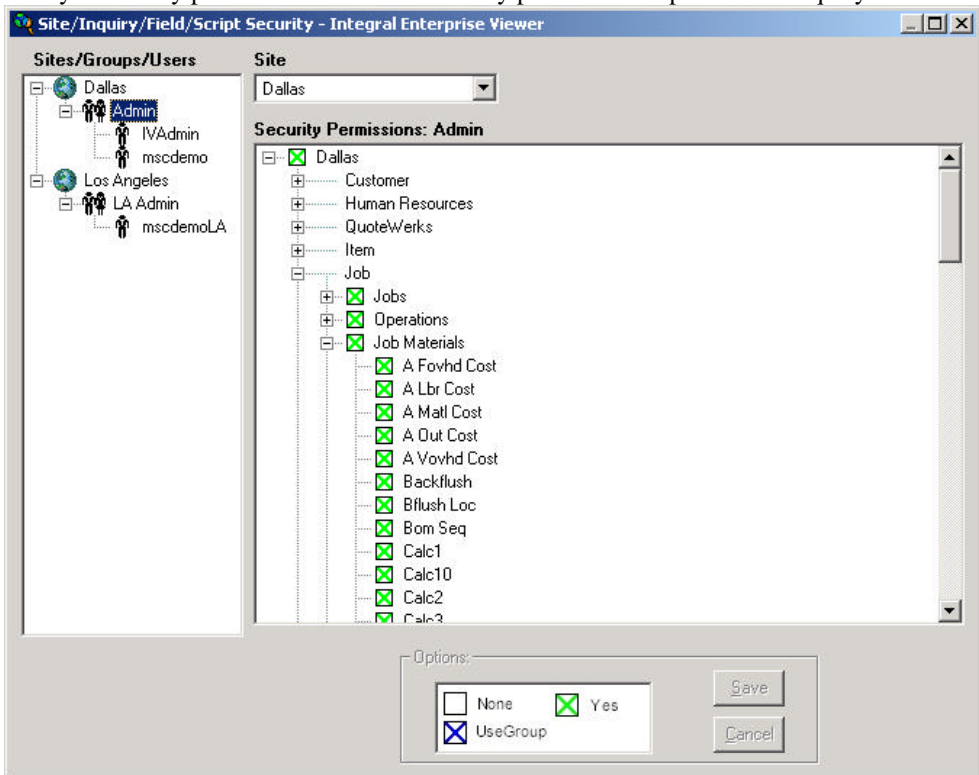 Site/Inquiry/Field/Script Security - Integral Enterprise Viewer
Sites/Groups/Users
Dallas
Admin
IVAdmin
mscdemo
Los Angeles
LA Admin
mscdemoLA
Site
Dallas
Security Permissions: Admin
Dallas
Customer
Human Resources
QuoteWerks
Item
Job
Jobs
Operations
Job Materials
A Fovhd Cost
A Lbr Cost
A Matl Cost
A Out Cost
A Vovhd Cost
Backflush
Bflush Loc
Bom Seq
Calc1
Calc10
Calc2
Calc3
Options:
None Yes
UseGroup
Save
Cancel